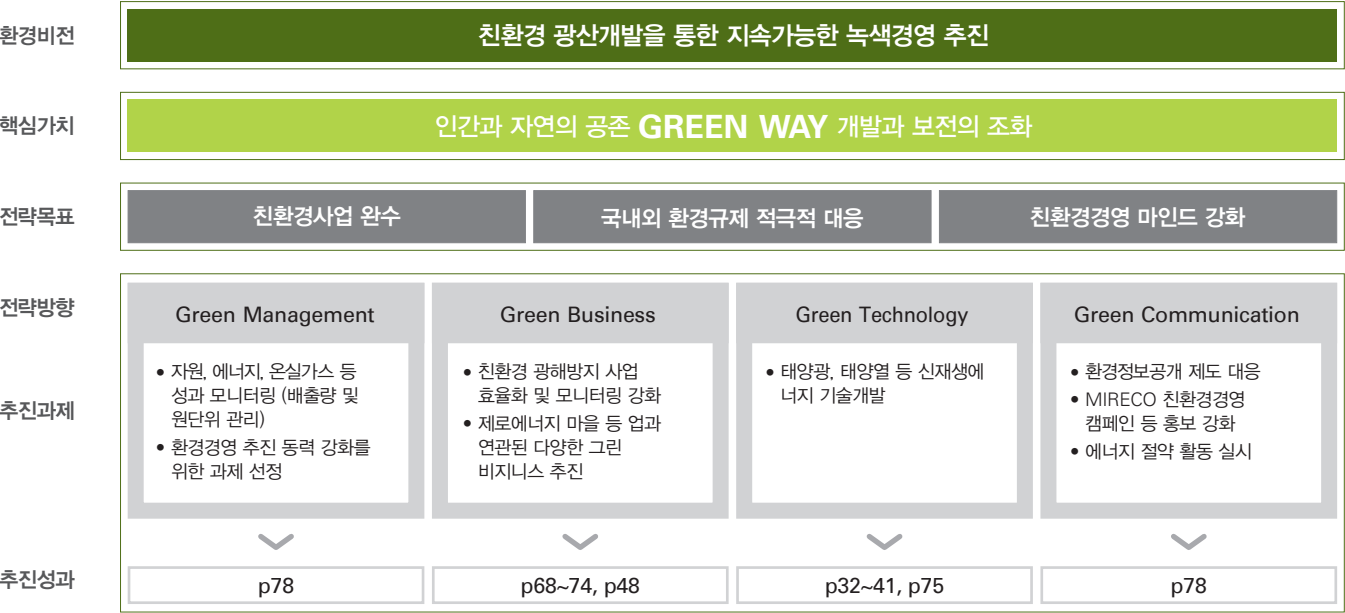 환경비전
친환경 광산개발을 통한 지속가능한 녹색경영 추진
핵심가치
인간과 자연의 공존 GREEN WAY 개발과 보전의 조화
전략목표
친환경사업 완수
국내외 환경규제 적극적 대응
친환경경영 마인드 강화
전략방향
Green Management
Green Business
Green Technology
Green Communication
추진과제
• 자원, 에너지, 온실가스 등
성과 모니터링 (배출량 및
원단위 관리)
• 환경경영 추진 동력 강화를
위한 과제 선정
• 친환경 광해방지 사업
효율화 및 모니터링 강화
• 제로에너지 마을 등 업과
연관된 다양한 그린
비지니스 추진
• 태양광, 태양열 등 신재생에
너지 기술개발
• 환경정보공개 제도 대응
• MIRECO 친환경경영
캠페인 등 홍보 강화
• 에너지 절약 활동 실시
추진성과
p78
p68~74, p48
p32~41, p75
p78